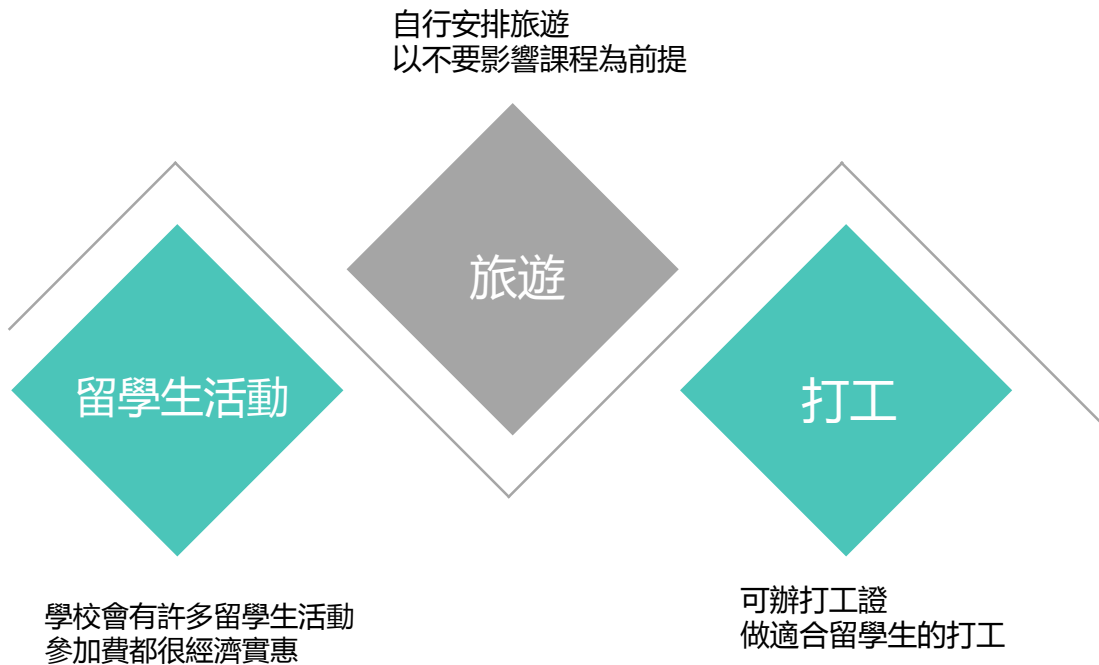 自行安排旅遊
以不要影響課程為前提
旅遊
留學生活動
打工
學校會有許多留學生活動
參加費都很經濟實惠
可辦打工證
做適合留學生的打工